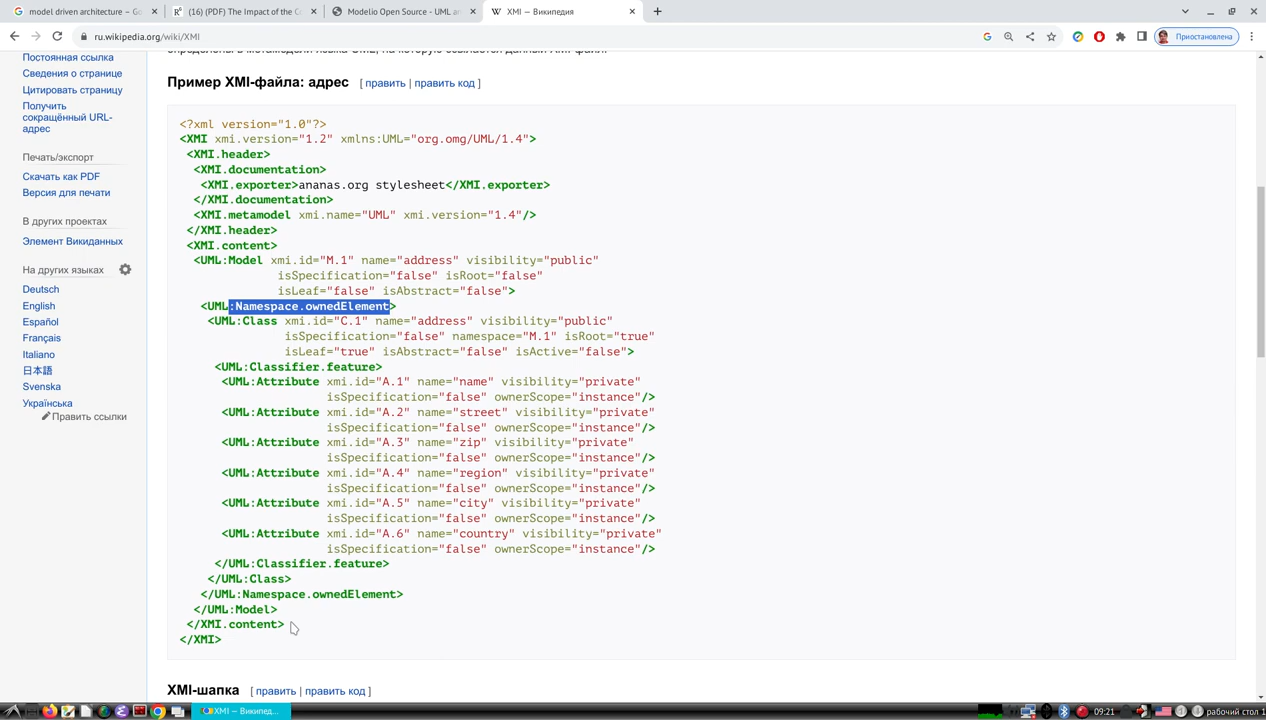 model driven architecture – Go
(16) (PDF) The Impact of the Co
Modelio Open Source - UML an
XMI — Википедия
ru.wikipedia.org/wiki/XMI
Приостановлена
Постоянная ссылка
Сведения о странице
Цитировать страницу
Получить
сокращённый URL-
адрес
Печать/экспорт
Скачать как PDF
Версия для печати
В других проектах
Элемент Викиданных
На других языках
Deutsch
English
Español
Français
Italiano
日本語
Svenska
Українська
Править ссылки
Пример XMI-файла: адрес [ править | править код ]
<?xml version="1.0"?>
<XMI xmi.version="1.2" xmlns:UML="org.omg/UML/1.4">
<XMI.header>
<XMI.documentation>
<XMI.exporter>ananas.org stylesheet</XMI.exporter>
</XMI.documentation>
<XMI.metamodel xmi.name="UML" xmi.version="1.4"/>
</XMI.header>
<XMI.content>
<UML:Model xmi.id="M.1" name="address" visibility="public"
isSpecification="false" isRoot="false"
isLeaf="false" isAbstract="false">
<UML:Namespace.ownedElement>
<UML:Class xmi.id="C.1" name="address" visibility="public"
isSpecification="false" namespace="M.1" isRoot="true"
isLeaf="true" isAbstract="false" isActive="false">
<UML:Classifier.feature>
<UML:Attribute xmi.id="A.1" name="name" visibility="private"
isSpecification="false" ownerScope="instance"/>
<UML:Attribute xmi.id="A.2" name="street" visibility="private"
isSpecification="false" ownerScope="instance"/>
<UML:Attribute xmi.id="A.3" name="zip" visibility="private"
isSpecification="false" ownerScope="instance"/>
<UML:Attribute xmi.id="A.4" name="region" visibility="private"
isSpecification="false" ownerScope="instance"/>
<UML:Attribute xmi.id="A.5" name="city" visibility="private"
isSpecification="false" ownerScope="instance"/>
<UML:Attribute xmi.id="A.6" name="country" visibility="private"
isSpecification="false" ownerScope="instance"/>
</UML:Classifier.feature>
</UML:Class>
</UML:Namespace.ownedElement>
</UML:Model>
</XMI.content>
</XMI>
XMI-шапка [ править | править код ]
XMI — Википед...
09:21
рабочий стол 1